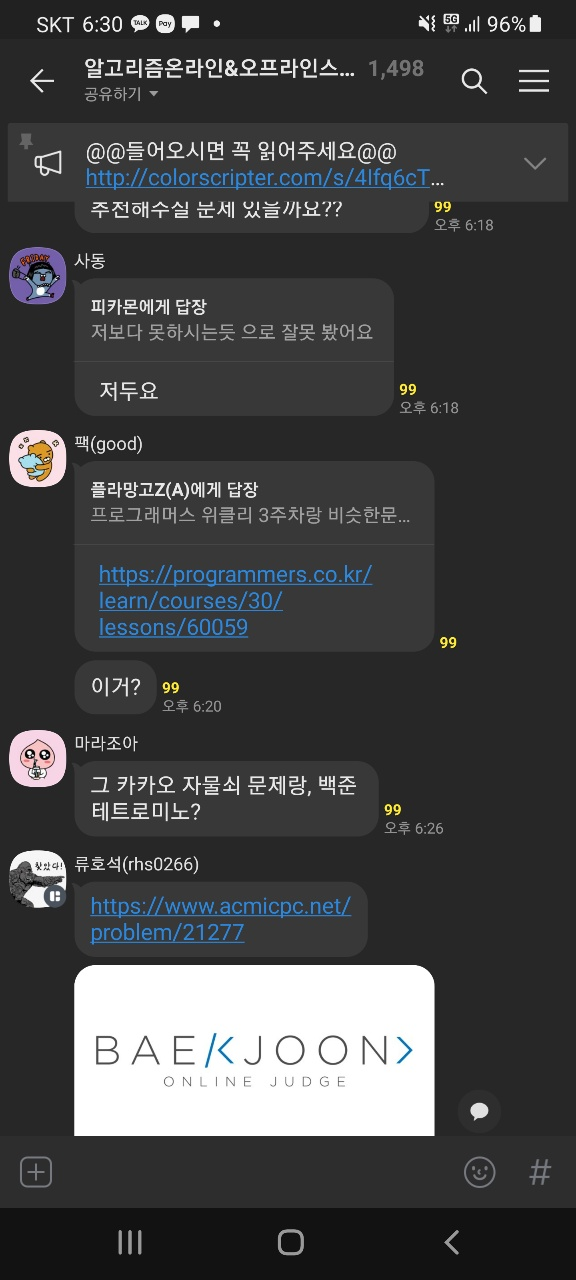 SKT 6:30 TALK Pay 5G 96%
알고리즘온라인&오프라인스... 1,498
공유하기
@@들어오시면 꼭 읽어주세요@@
http://colorscripter.com/s/4Ifq6cT...
추천해주실 문제 있을까요??
99
오후 6:18
사동
피카몬에게 답장
저보다 못하시는듯 으로 잘못 봤어요
저두요
99
오후 6:18
팩(good)
플라망고Z(A)에게 답장
프로그래머스 위클리 3주차랑 비슷한문...
https://programmers.co.kr/
learn/courses/30/
lessons/60059
99
이거?
99
오후 6:20
마라조아
그 카카오 자물쇠 문제랑, 백준
테트로미노?
99
오후 6:26
찾았다!
류호석(rhs0266)
https://www.acmicpc.net/
problem/21277
BAEKJOON>
ONLINE JUDGE
#